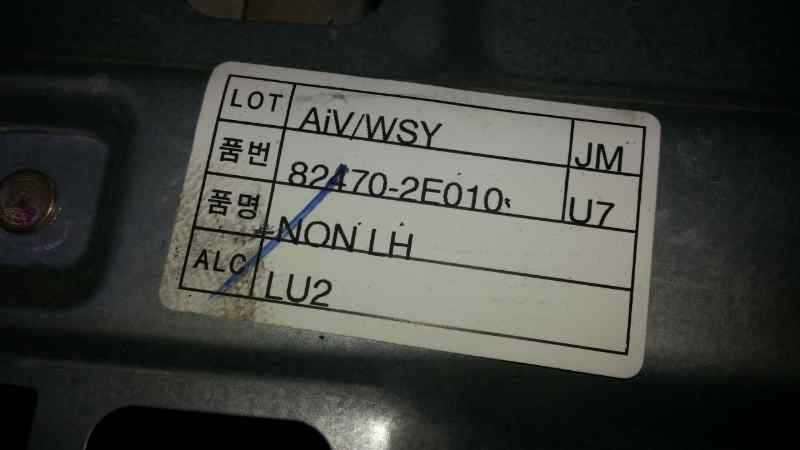 LOT AiV/WSY JM
품번 82470-2E010 U7
품명 NON LH
ALC LU2